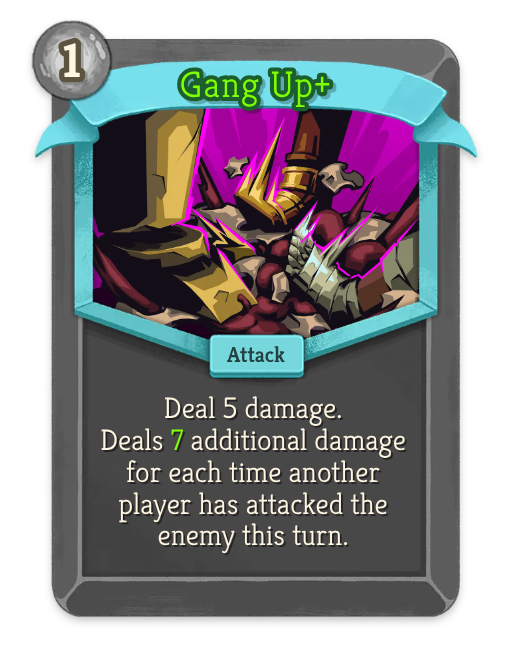 1
Gang Up+
Attack
Deal 5 damage.
Deals 7 additional damage
for each time another
player has attacked the
enemy this turn.